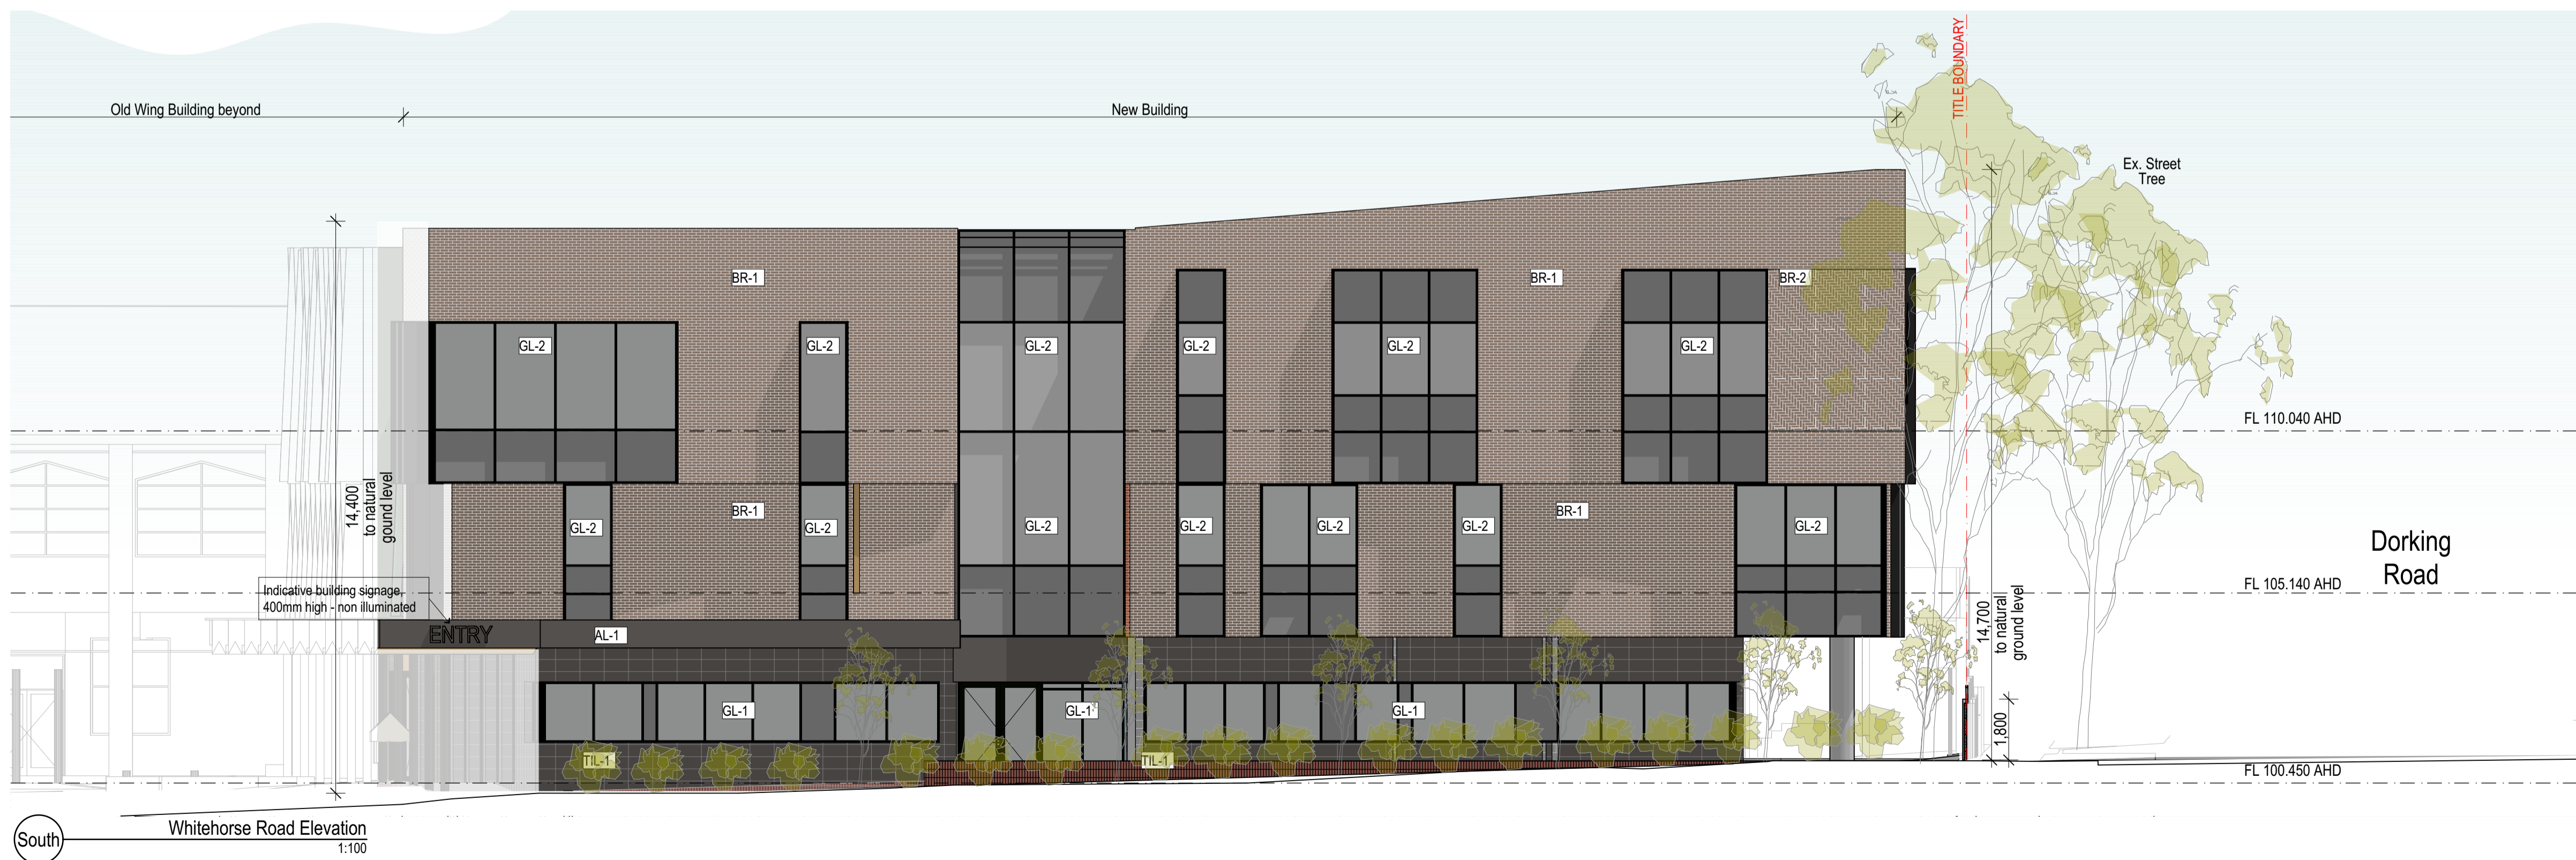 TITLE BOUNDARY
Old Wing Building beyond
New Building
Ex. Street
Tree
BR-1
BR-1
BR-2
GL-2
GL-2
GL-2
GL-2
GL-2
GL-2
FL 110.040 AHD
14,400
to natural
gound level
BR-1
BR-1
GL-2
GL-2
GL-2
GL-2
GL-2
GL-2
GL-2
Dorking
Road
Indicative building signage,
400mm high - non illuminated
FL 105.140 AHD
14,700
to natural
ground level
ENTRY
AL-1
GL-1
GL-1
GL-1
1,800
TIL-1
TIL-1
FL 100.450 AHD
South
Whitehorse Road Elevation
1:100